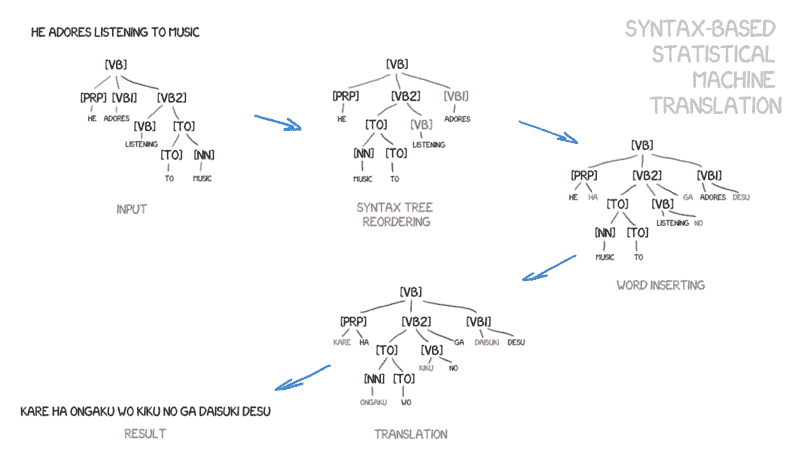 HE ADORES LISTENING TO MUSIC
SYNTAX-BASED
STATISTICAL
MACHINE
TRANSLATION
[VB]
[PRP] [VB1] [VB2]
HE ADORES [VB] [TO]
LISTENING
[TO] [NN]
TO MUSIC
INPUT
[VB]
[PRP] [VB2] [VB1]
HE [TO] [VB] ADORES
LISTENING
[NN] [TO]
MUSIC TO
SYNTAX TREE
REORDERING
[VB]
[PRP] [VB2] [VB1]
HE HA GA ADORES DESU
[TO] [VB]
LISTENING NO
[NN] [TO]
MUSIC TO
WORD INSERTING
[VB]
[PRP] [VB2] [VB1]
KARE HA GA DAISUKI DESU
[TO] [VB]
KIKU NO
[NN] [TO]
ONGAKU WO
TRANSLATION
KARE HA ONGAKU WO KIKU NO GA DAISUKI DESU
RESULT